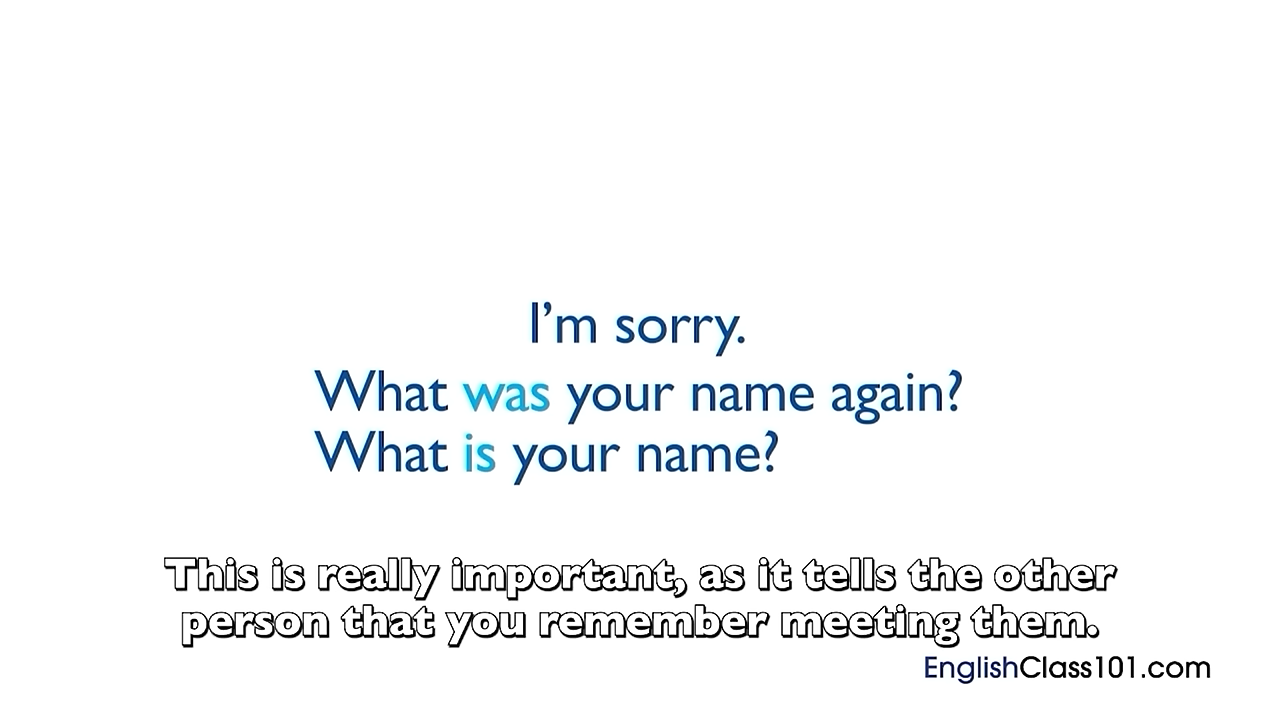 I'm sorry.
What was your name again?
What is your name?
This is really important, as it tells the other
person that you remember meeting them.
EnglishClass101.com